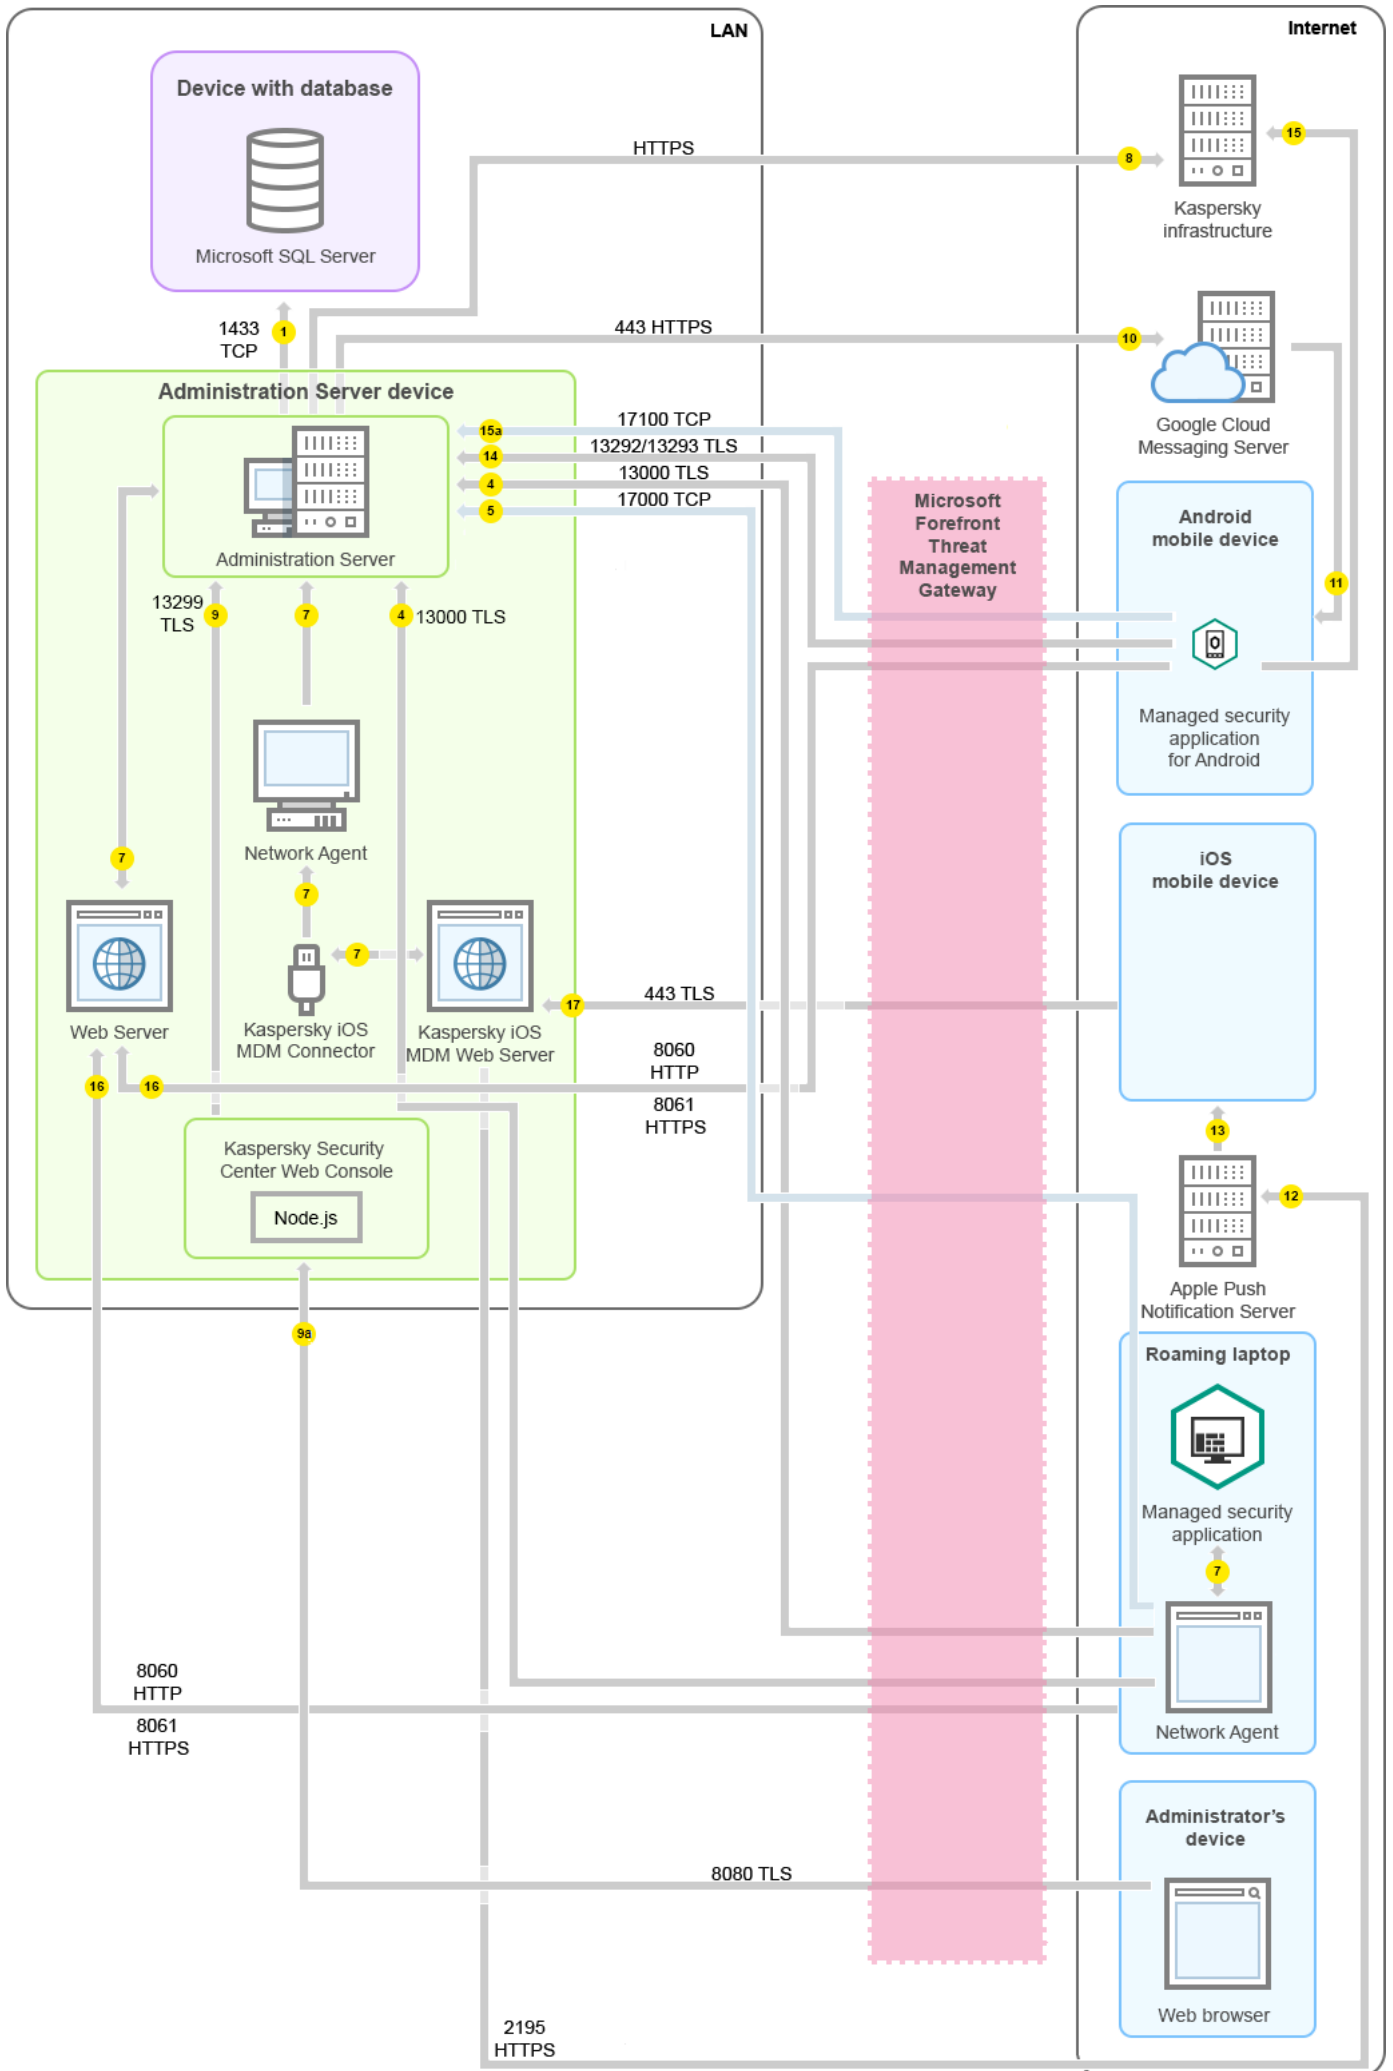 LAN
Internet
Device with database
Microsoft SQL Server
HTTPS
8
15
Kaspersky
infrastructure
1433
TCP
1
443 HTTPS
10
Google Cloud
Messaging Server
Administration Server device
Administration Server
17100 TCP
15a
13292/13293 TLS
14
13000 TLS
4
17000 TCP
5
Microsoft
Forefront
Threat
Management
Gateway
Android
mobile device
11
Managed security
application
for Android
13299
TLS
9
7
4
13000 TLS
Network Agent
7
7
7
Web Server
Kaspersky iOS
MDM Connector
Kaspersky iOS
MDM Web Server
443 TLS
17
iOS
mobile device
8060
HTTP
8061
HTTPS
16
16
Kaspersky Security
Center Web Console
Node.js
9a
13
12
Apple Push
Notification Server
Roaming laptop
Managed security
application
7
Network Agent
8060
HTTP
8061
HTTPS
8080 TLS
Administrator's
device
Web browser
2195
HTTPS